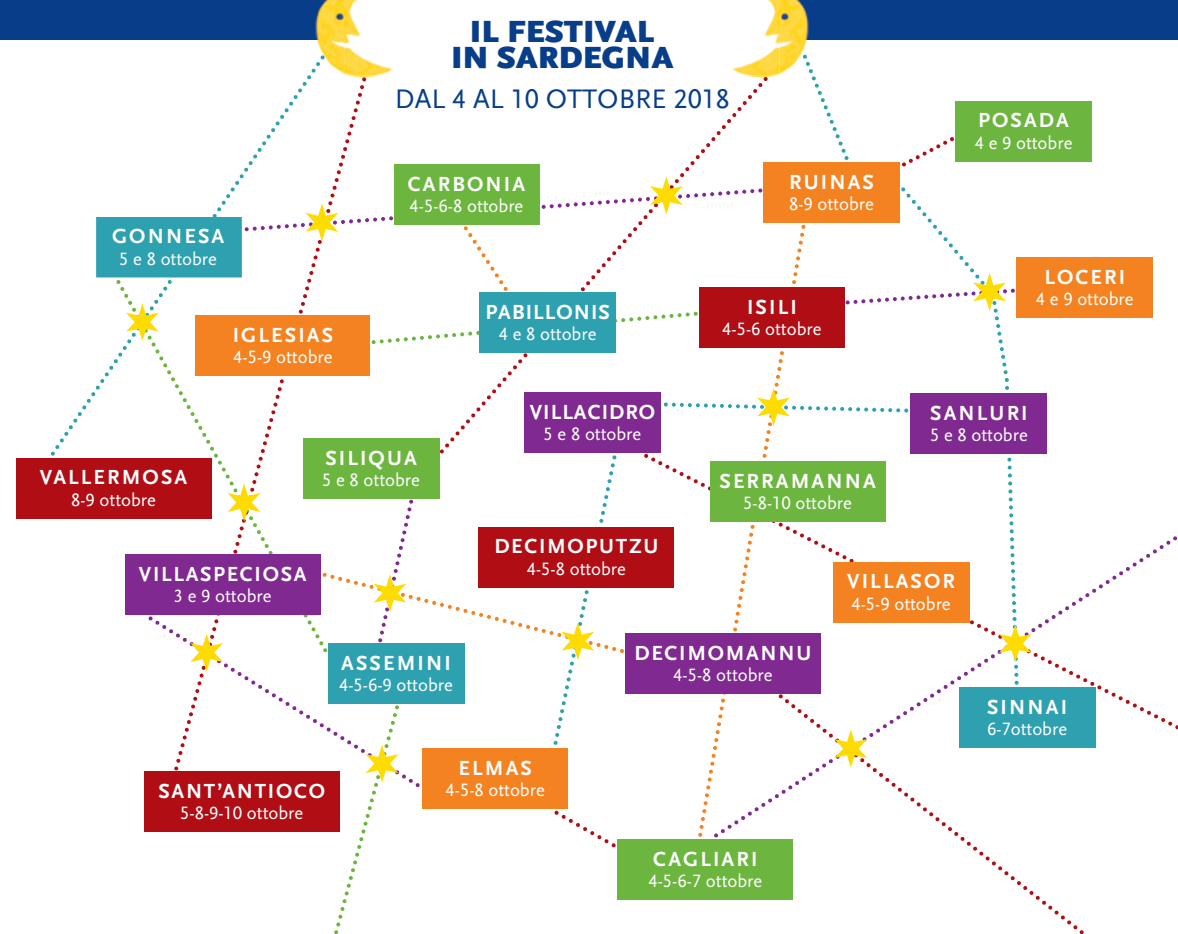 IL FESTIVAL
IN SARDEGNA
DAL 4 AL 10 OTTOBRE 2018
POSADA
4 e 9 ottobre
CARBONIA
4-5-6-8 ottobre
RUINAS
8-9 ottobre
GONNESA
5 e 8 ottobre
LOCERI
4 e 9 ottobre
PABILLONIS
4 e 8 ottobre
ISILI
4-5-6 ottobre
IGLESIAS
4-5-9 ottobre
VILLACIDRO
5 e 8 ottobre
SANLURI
5 e 8 ottobre
SILIQUA
5 e 8 ottobre
VALLERMOSA
8-9 ottobre
SERRAMANNA
5-8-10 ottobre
DECIMOPUTZU
4-5-8 ottobre
VILLASPECIOSA
3 e 9 ottobre
VILLASOR
4-5-9 ottobre
DECIMOMANNU
4-5-8 ottobre
ASSEMINI
4-5-6-9 ottobre
SINNAI
6-7ottobre
ELMAS
4-5-8 ottobre
SANT’ANTIOCO
5-8-9-10 ottobre
CAGLIARI
4-5-6-7 ottobre